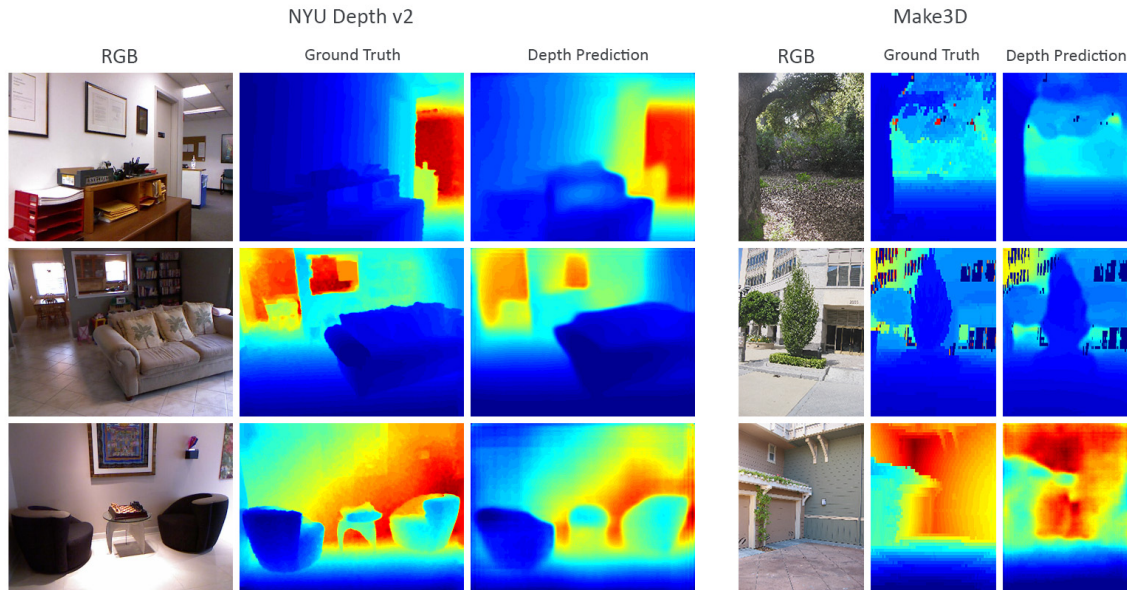 NYU Depth v2
Make3D
RGB
Ground Truth
Depth Prediction
RGB
Ground Truth
Depth Prediction